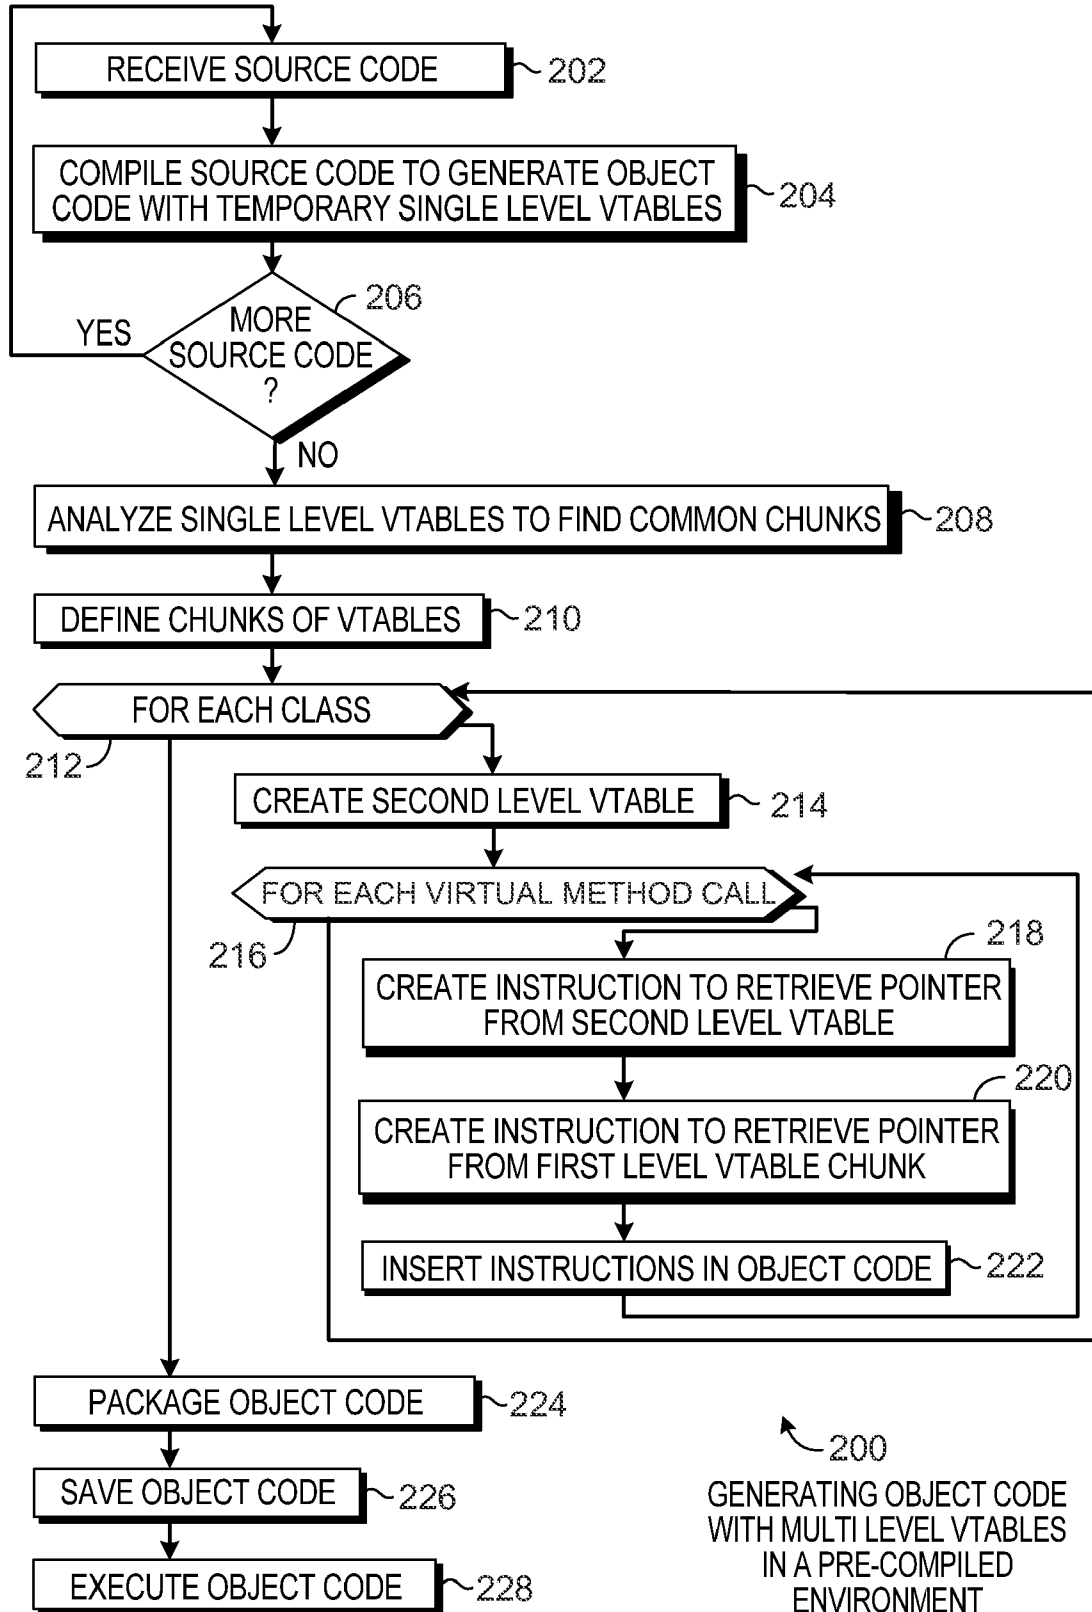 RECEIVE SOURCE CODE
202
COMPILE SOURCE CODE TO GENERATE OBJECT
CODE WITH TEMPORARY SINGLE LEVEL VTABLES
204
206
MORE
SOURCE CODE
?
YES
NO
ANALYZE SINGLE LEVEL VTABLES TO FIND COMMON CHUNKS
208
DEFINE CHUNKS OF VTABLES
210
FOR EACH CLASS
212
CREATE SECOND LEVEL VTABLE
214
FOR EACH VIRTUAL METHOD CALL
216
218
CREATE INSTRUCTION TO RETRIEVE POINTER
FROM SECOND LEVEL VTABLE
220
CREATE INSTRUCTION TO RETRIEVE POINTER
FROM FIRST LEVEL VTABLE CHUNK
INSERT INSTRUCTIONS IN OBJECT CODE
222
PACKAGE OBJECT CODE
224
SAVE OBJECT CODE
226
EXECUTE OBJECT CODE
228
200
GENERATING OBJECT CODE
WITH MULTI LEVEL VTABLES
IN A PRE-COMPILED
ENVIRONMENT